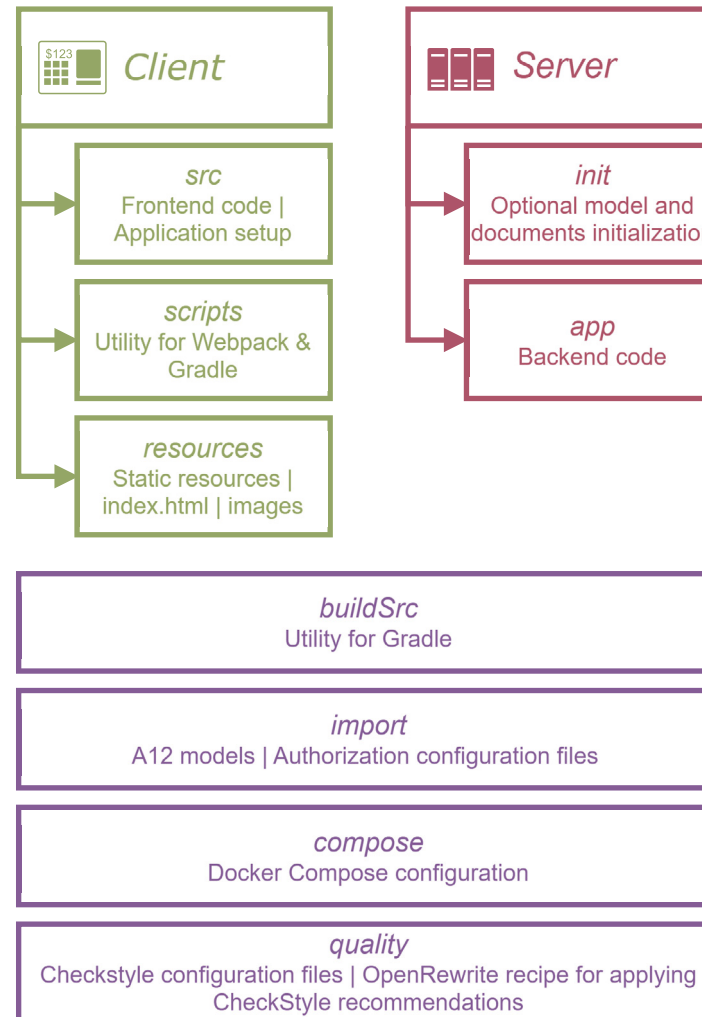 $123
Client
src
Frontend code |
Application setup
scripts
Utility for Webpack &
Gradle
resources
Static resources |
index.html | images
Server
init
Optional model and
documents initializatio
app
Backend code
buildSrc
Utility for Gradle
import
A12 models | Authorization configuration files
compose
Docker Compose configuration
quality
Checkstyle configuration files | OpenRewrite recipe for applying
CheckStyle recommendations